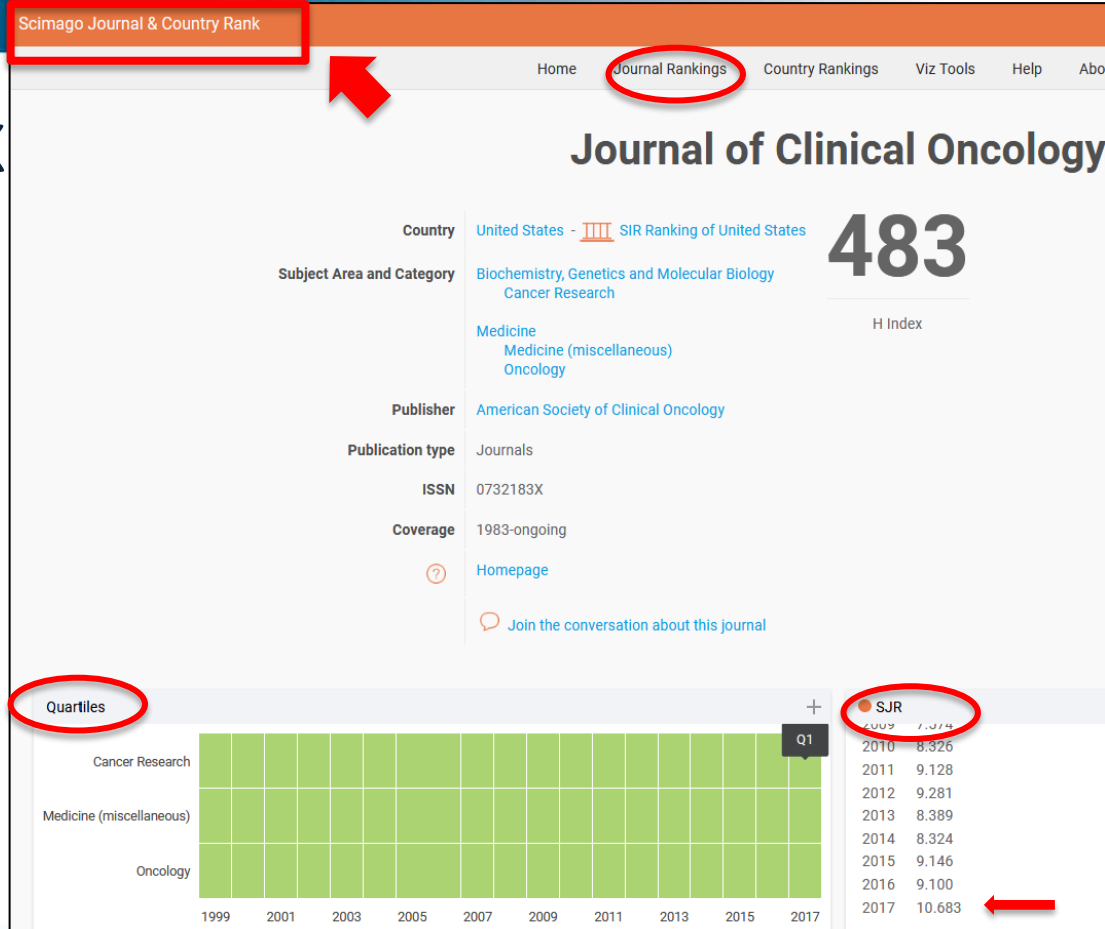 Scimago Journal & Country Rank
Home Journal Rankings Country Rankings Viz Tools Help Abo
Journal of Clinical Oncology
Country United States - SIR Ranking of United States
483
H Index
Subject Area and Category Biochemistry, Genetics and Molecular Biology
Cancer Research
Medicine
Medicine (miscellaneous)
Oncology
Publisher American Society of Clinical Oncology
Publication type Journals
ISSN 0732183X
Coverage 1983-ongoing
? Homepage
Join the conversation about this journal
Quartiles +
Q1
Cancer Research
Medicine (miscellaneous)
Oncology
1999 2001 2003 2005 2007 2009 2011 2013 2015 2017
SJR
2009 7.574
2010 8.326
2011 9.128
2012 9.281
2013 8.389
2014 8.324
2015 9.146
2016 9.100
2017 10.683